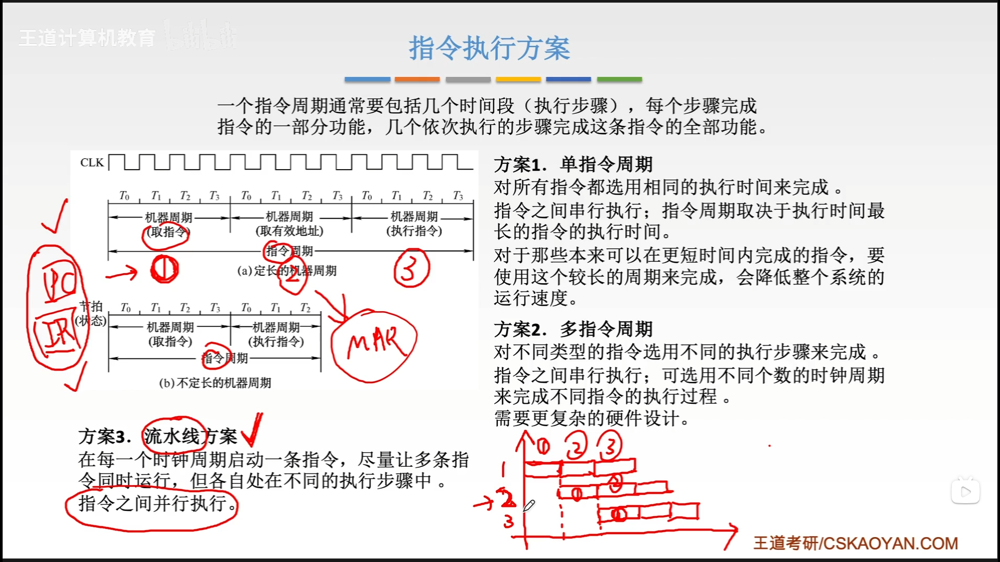 王道计算机教育 bilibili
指令执行方案
一个指令周期通常要包括几个时间段（执行步骤），每个步骤完成
指令的一部分功能，几个依次执行的步骤完成这条指令的全部功能。
CLK
T0 T1 T2 T3 T0 T1 T2 T3 T0 T1 T2 T3
机器周期 机器周期 机器周期
(取指令) (取有效地址) (执行指令)
指令周期
① ② ③
(a)定长的机器周期
PC
IR
MAR
节拍
(状态)
T0 T1 T2 T3 T0 T1 T2
机器周期 机器周期
(取指令) (执行指令)
指令周期
(b)不定长的机器周期
方案1．单指令周期
对所有指令都选用相同的执行时间来完成 。
指令之间串行执行；指令周期取决于执行时间最
长的指令的执行时间。
对于那些本来可以在更短时间内完成的指令，要
使用这个较长的周期来完成，会降低整个系统的
运行速度。
方案2．多指令周期
对不同类型的指令选用不同的执行步骤来完成 。
指令之间串行执行；可选用不同个数的时钟周期
来完成不同指令的执行过程 。
需要更复杂的硬件设计。
方案3．流水线方案
在每一个时钟周期启动一条指令，尽量让多条指
令同时运行，但各自处在不同的执行步骤中 。
指令之间并行执行。
① ② ③
1
2 ① ②
3 ①
王道考研/CSKAOYAN.COM